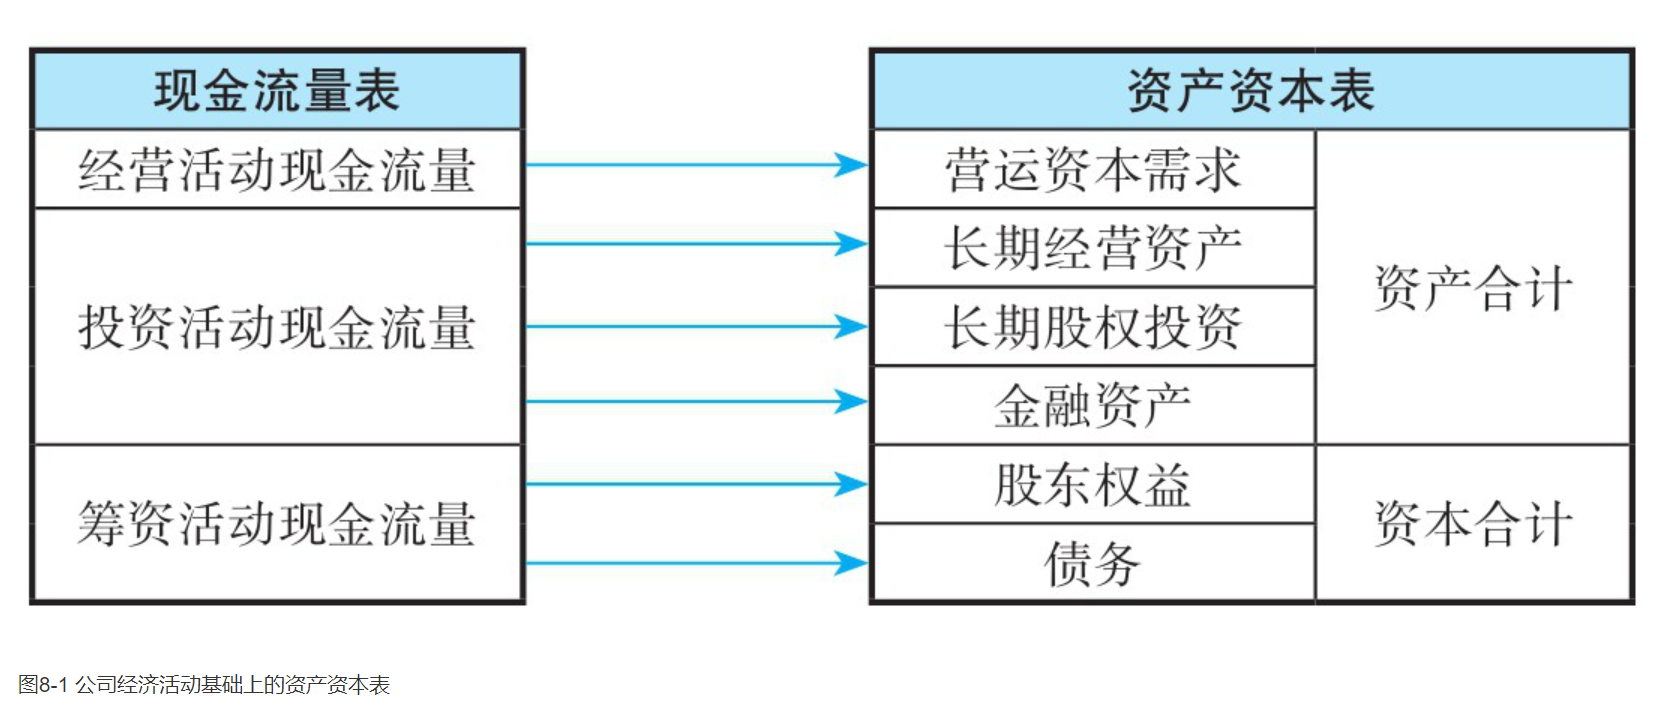 现金流量表
资产资本表
经营活动现金流量
营运资本需求
长期经营资产
投资活动现金流量
长期股权投资
资产合计
金融资产
筹资活动现金流量
股东权益
债务
资本合计
图8-1 公司经济活动基础上的资产资本表